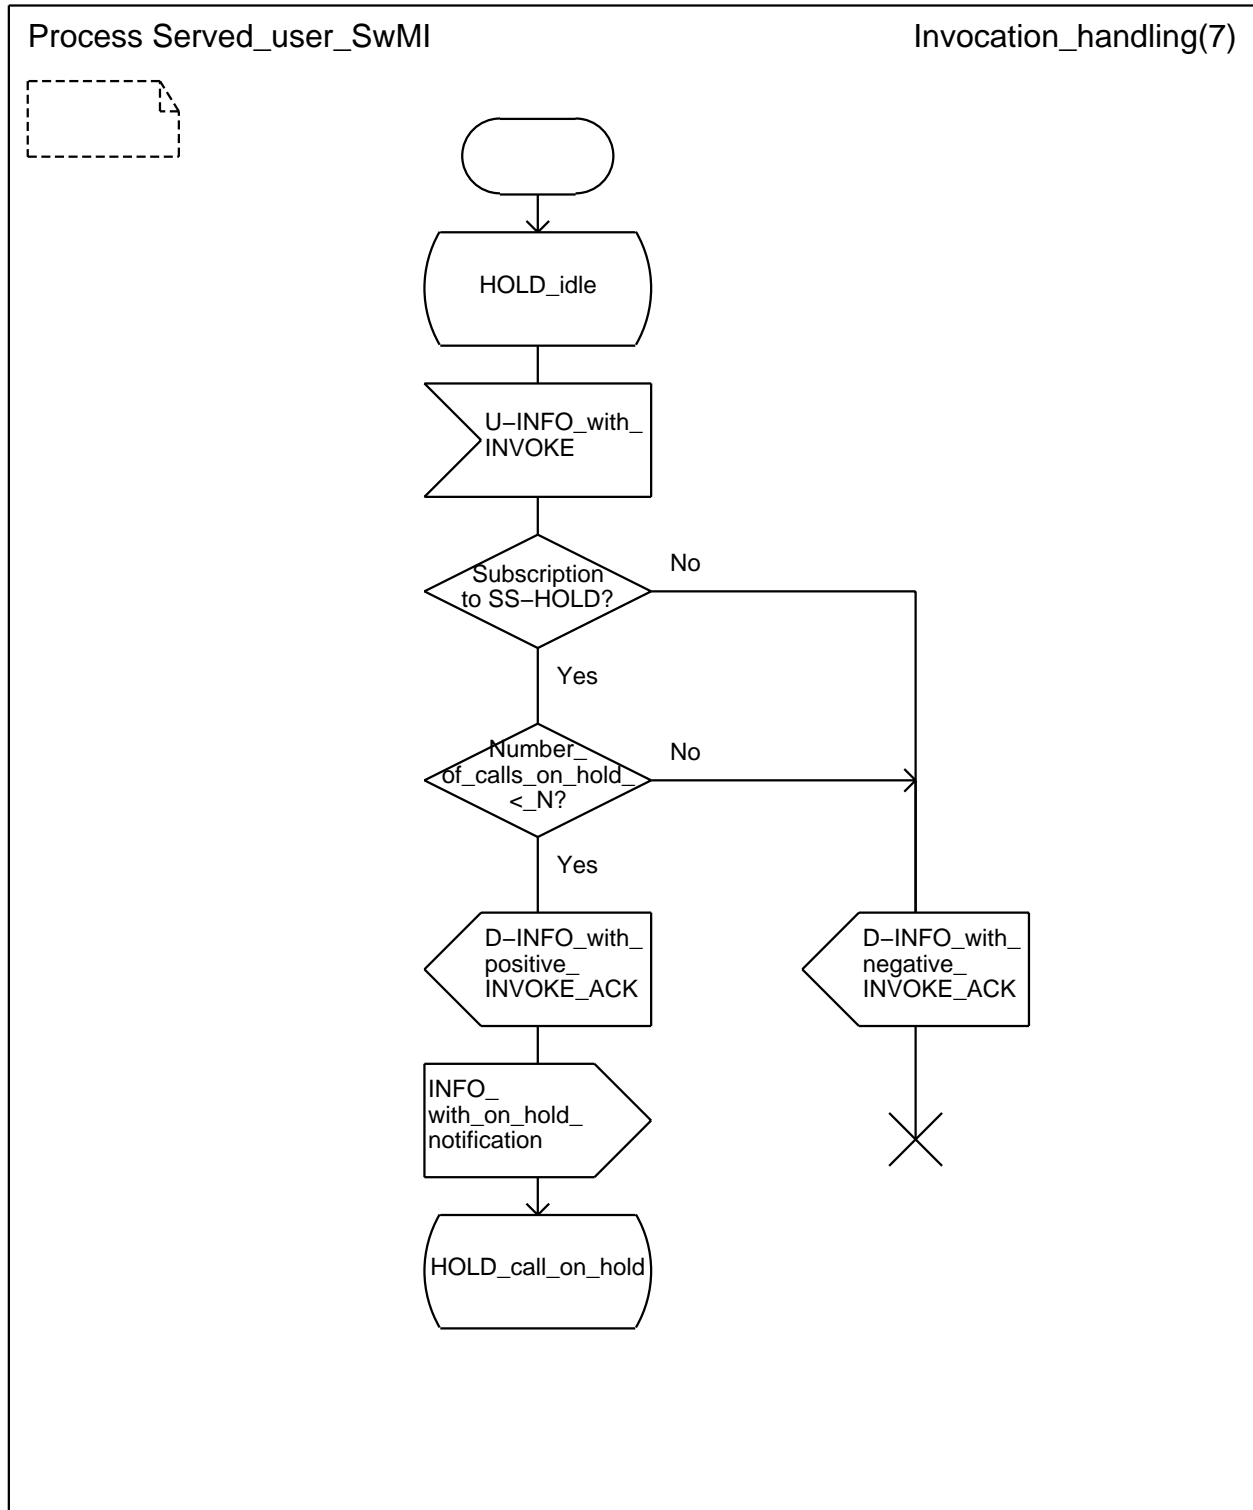 Process Served_user_SwMI
Invocation_handling(7)
HOLD_idle
U–INFO_with_
INVOKE
Subscription
to SS–HOLD?
No
Yes
Number_
of_calls_on_hold_
<_N?
No
Yes
D–INFO_with_
positive_
INVOKE_ACK
D–INFO_with_
negative_
INVOKE_ACK
INFO_
with_on_hold_
notification
HOLD_call_on_hold